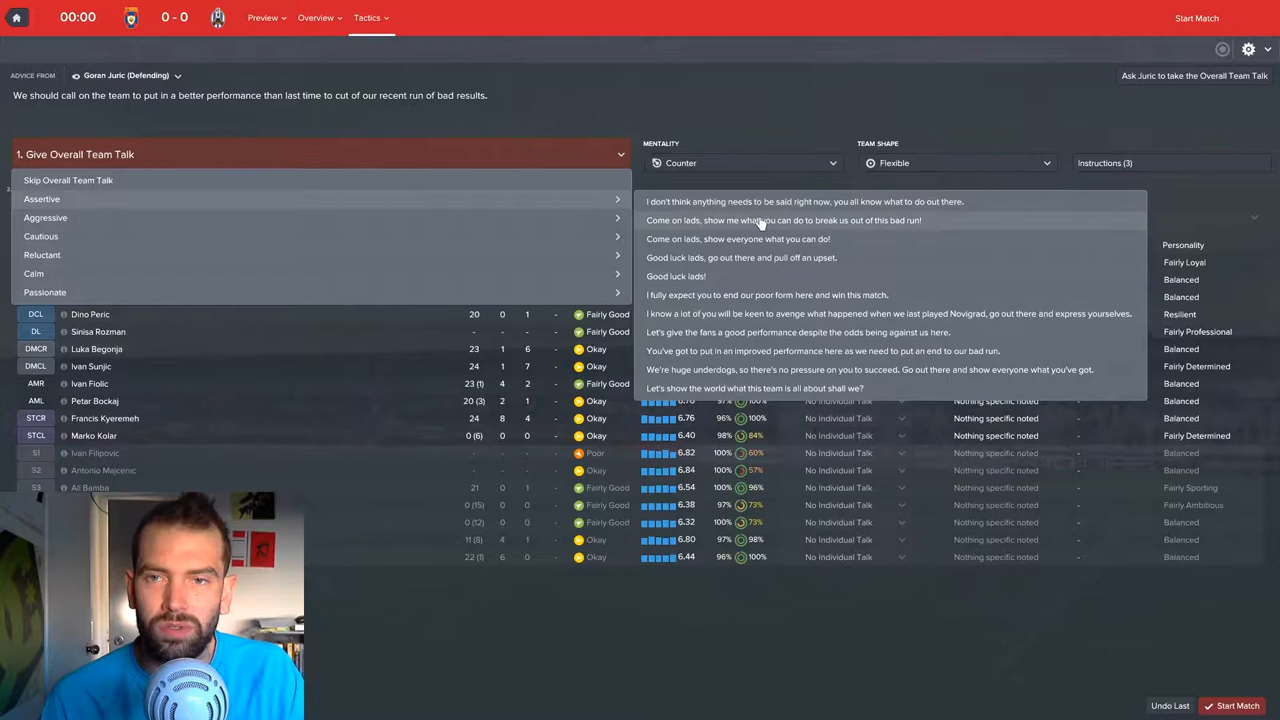 00:00 0 - 0 Preview Overview Tactics Start Match
ADVICE FROM Goran Juric (Defending) Ask Juric to take the Overall Team Talk
We should call on the team to put in a better performance than last time to cut of our recent run of bad results.
MENTALITY TEAM SHAPE
1. Give Overall Team Talk Counter Flexible Instructions (3)
Skip Overall Team Talk
Assertive
Aggressive
Cautious
Reluctant
Calm
Passionate
I don't think anything needs to be said right now, you all know what to do out there.
Come on lads, show me what you can do to break us out of this bad run!
Come on lads, show everyone what you can do!
Good luck lads, go out there and pull off an upset.
Good luck lads!
I fully expect you to end our poor form here and win this match.
I know a lot of you will be keen to avenge what happened when we last played Novigrad, go out there and express yourselves.
Let's give the fans a good performance despite the odds being against us here.
You've got to put in an improved performance here as we need to put an end to our bad run.
We're huge underdogs, so there's no pressure on you to succeed. Go out there and show everyone what you've got.
Let's show the world what this team is all about shall we?
Personality
Fairly Loyal
Balanced
Balanced
DCL Dino Peric 20 0 1 - Fairly Good Resilient
DL Sinisa Rozman - - - - Fairly Good Fairly Professional
DMCR Luka Begonja 23 1 6 - Okay Balanced
DMCL Ivan Sunjic 24 1 7 - Okay Fairly Determined
AMR Ivan Fiolic 23 (1) 4 2 - Fairly Good Balanced
AML Petar Bockaj 20 (3) 2 1 - Okay 6.76 97% 100% No Individual Talk Nothing specific noted - Balanced
STCR Francis Kyeremeh 24 8 4 - Okay 6.76 96% 100% No Individual Talk Nothing specific noted - Balanced
STCL Marko Kolar 0 (6) 0 0 - Okay 6.40 98% 84% No Individual Talk Nothing specific noted - Fairly Determined
S1 Ivan Filipovic - - - - Poor 6.82 100% 60% No Individual Talk Nothing specific noted - Balanced
S2 Antonio Majcenic - - - - Okay 6.84 100% 57% No Individual Talk Nothing specific noted - Balanced
S3 Ali Bamba 21 0 1 - Fairly Good 6.54 100% 96% No Individual Talk Nothing specific noted - Fairly Sporting
0 (15) 0 0 - Fairly Good 6.38 97% 73% No Individual Talk Nothing specific noted - Fairly Ambitious
0 (12) 0 0 - Fairly Good 6.32 100% 73% No Individual Talk Nothing specific noted - Balanced
11 (8) 4 1 - Okay 6.80 97% 98% No Individual Talk Nothing specific noted - Balanced
22 (1) 6 0 - Okay 6.44 96% 100% No Individual Talk Nothing specific noted - Balanced
Undo Last Start Match